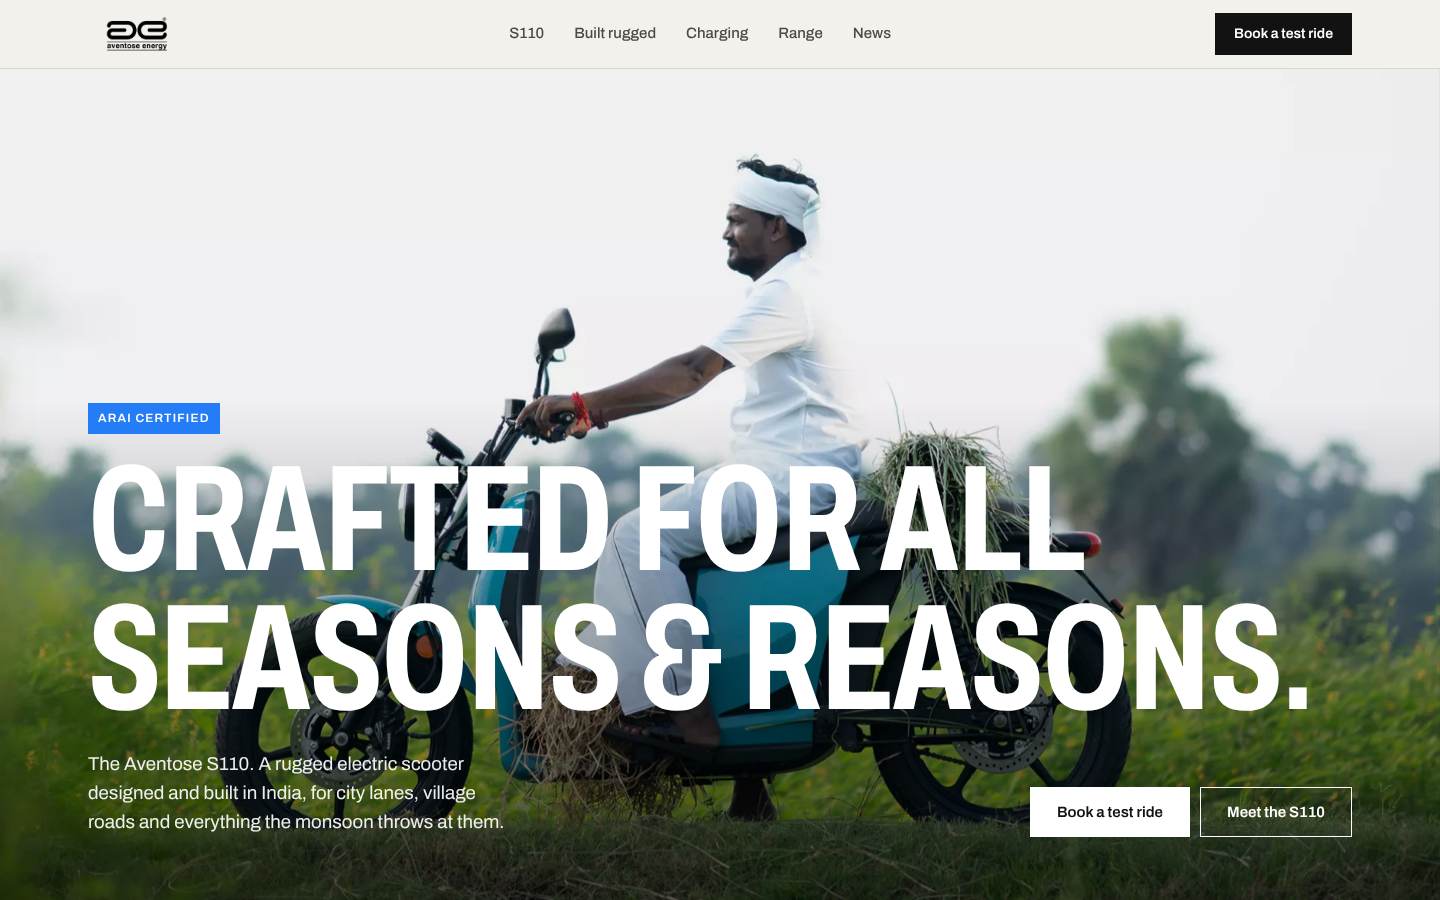 aventose energy
S110
Built rugged
Charging
Range
News
Book a test ride
ARAI CERTIFIED
CRAFTED FOR ALL
SEASONS & REASONS.
The Aventose S110. A rugged electric scooter
designed and built in India, for city lanes, village
roads and everything the monsoon throws at them.
Book a test ride
Meet the S110